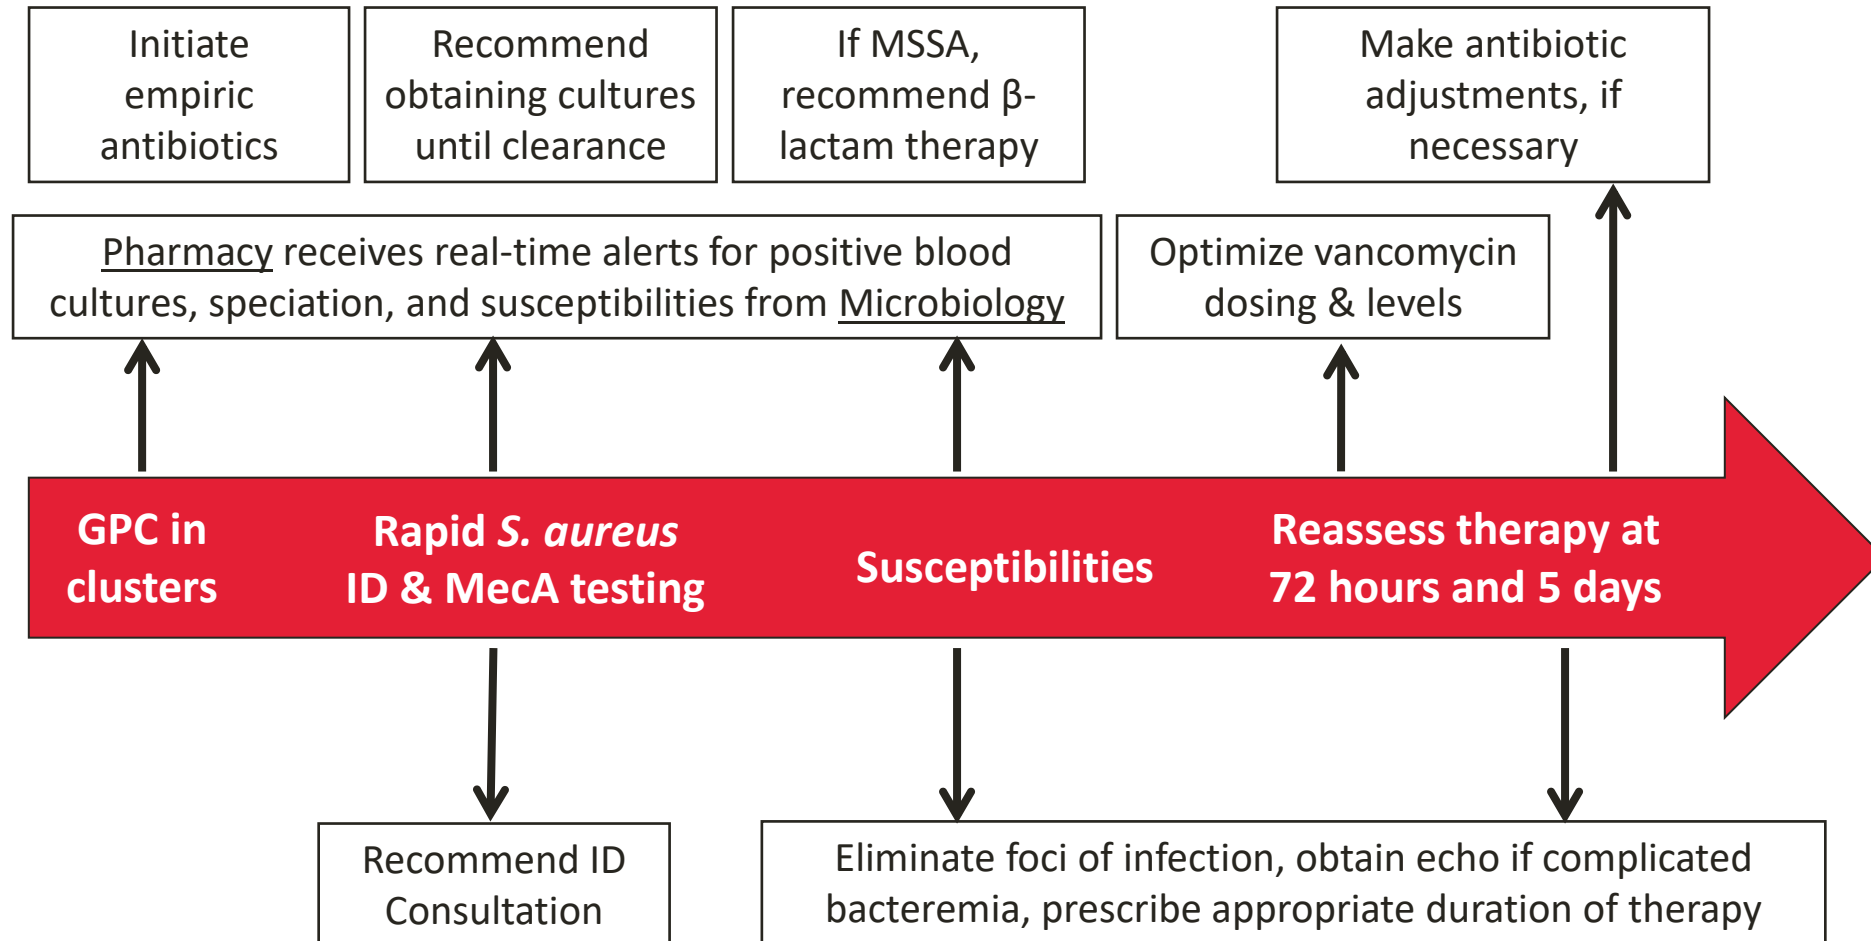 Initiate
empiric
antibiotics
Recommend
obtaining cultures
until clearance
If MSSA,
recommend β-
lactam therapy
Make antibiotic
adjustments, if
necessary
Pharmacy receives real-time alerts for positive blood
cultures, speciation, and susceptibilities from Microbiology
Optimize vancomycin
dosing & levels
GPC in
clusters
Rapid S. aureus
ID & MecA testing
Susceptibilities
Reassess therapy at
72 hours and 5 days
Recommend ID
Consultation
Eliminate foci of infection, obtain echo if complicated
bacteremia, prescribe appropriate duration of therapy